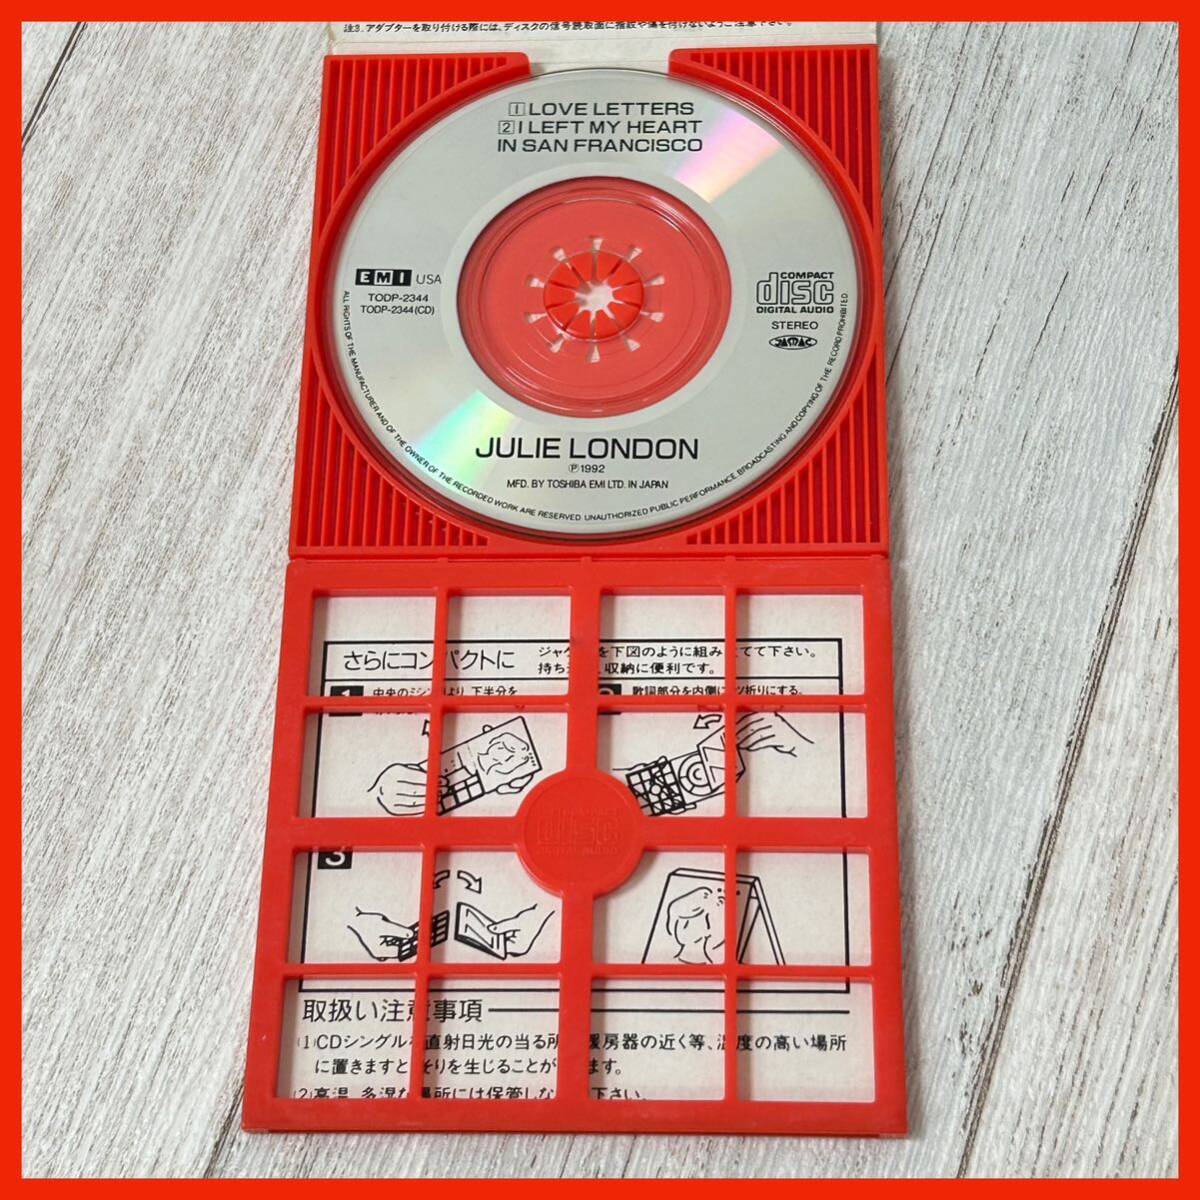 注3. アダプターを取り付ける際には、ディスクの信号読取面に指紋や傷を付けないようご注意下さい。
1 LOVE LETTERS
2 I LEFT MY HEART
IN SAN FRANCISCO
EMI USA
TODP-2344
TODP-2344(CD)
COMPACT
disc
DIGITAL AUDIO
STEREO
JASRAC
JULIE LONDON
Ⓟ1992
MFD. BY TOSHIBA EMI LTD. IN JAPAN
ALL RIGHTS OF THE MANUFACTURER AND OF THE OWNER OF THE RECORDED WORK ARE RESERVED. UNAUTHORIZED PUBLIC PERFORMANCE, BROADCASTING AND COPYING OF THE RECORD PROHIBITED.
さらにコンパクトに
ジャケ を下図のように組み立てて下さい。
持ち 、収納に便利です。
1 中央のミシン より 下半分を
2 歌詞部分を内側に 折りにする。
disc
DIGITAL AUDIO
3
取扱い注意事項
(1)CDシングル 直射日光の当る所 暖房器の近く等、温度の高い場所
に置きますと そりを生じることが ます。
(2)高温、多湿な場所には保管しな 下さい。